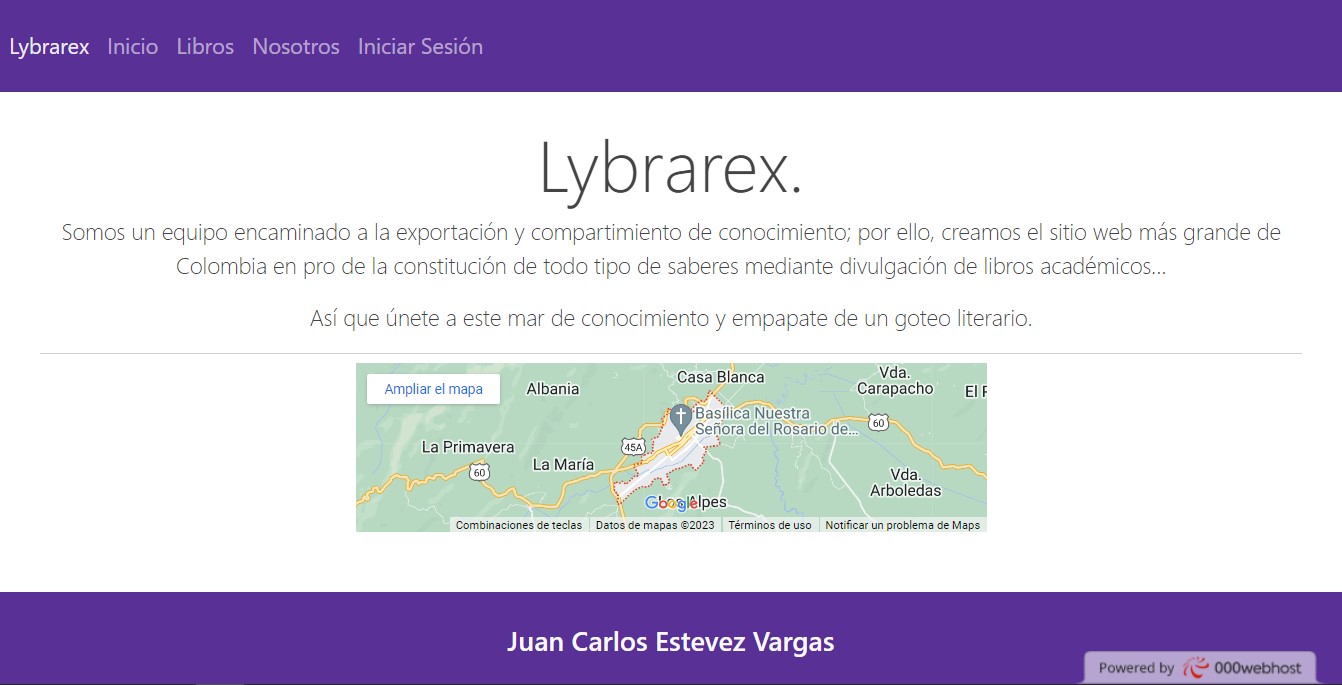 Lybrarex Inicio Libros Nosotros Iniciar Sesión
Lybrarex.
Somos un equipo encaminado a la exportación y compartimiento de conocimiento; por ello, creamos el sitio web más grande de
Colombia en pro de la constitución de todo tipo de saberes mediante divulgación de libros académicos...
Así que únete a este mar de conocimiento y empapate de un goteo literario.
Ampliar el mapa
Albania
Casa Blanca
Vda.
Carapacho
El
Basílica Nuestra
Señora del Rosario de...
60
45A
La Primavera
60
La María
Vda.
Arboledas
Google
Alpes
Combinaciones de teclas
Datos de mapas ©2023
Términos de uso
Notificar un problema de Maps
Juan Carlos Estevez Vargas
Powered by 000webhost